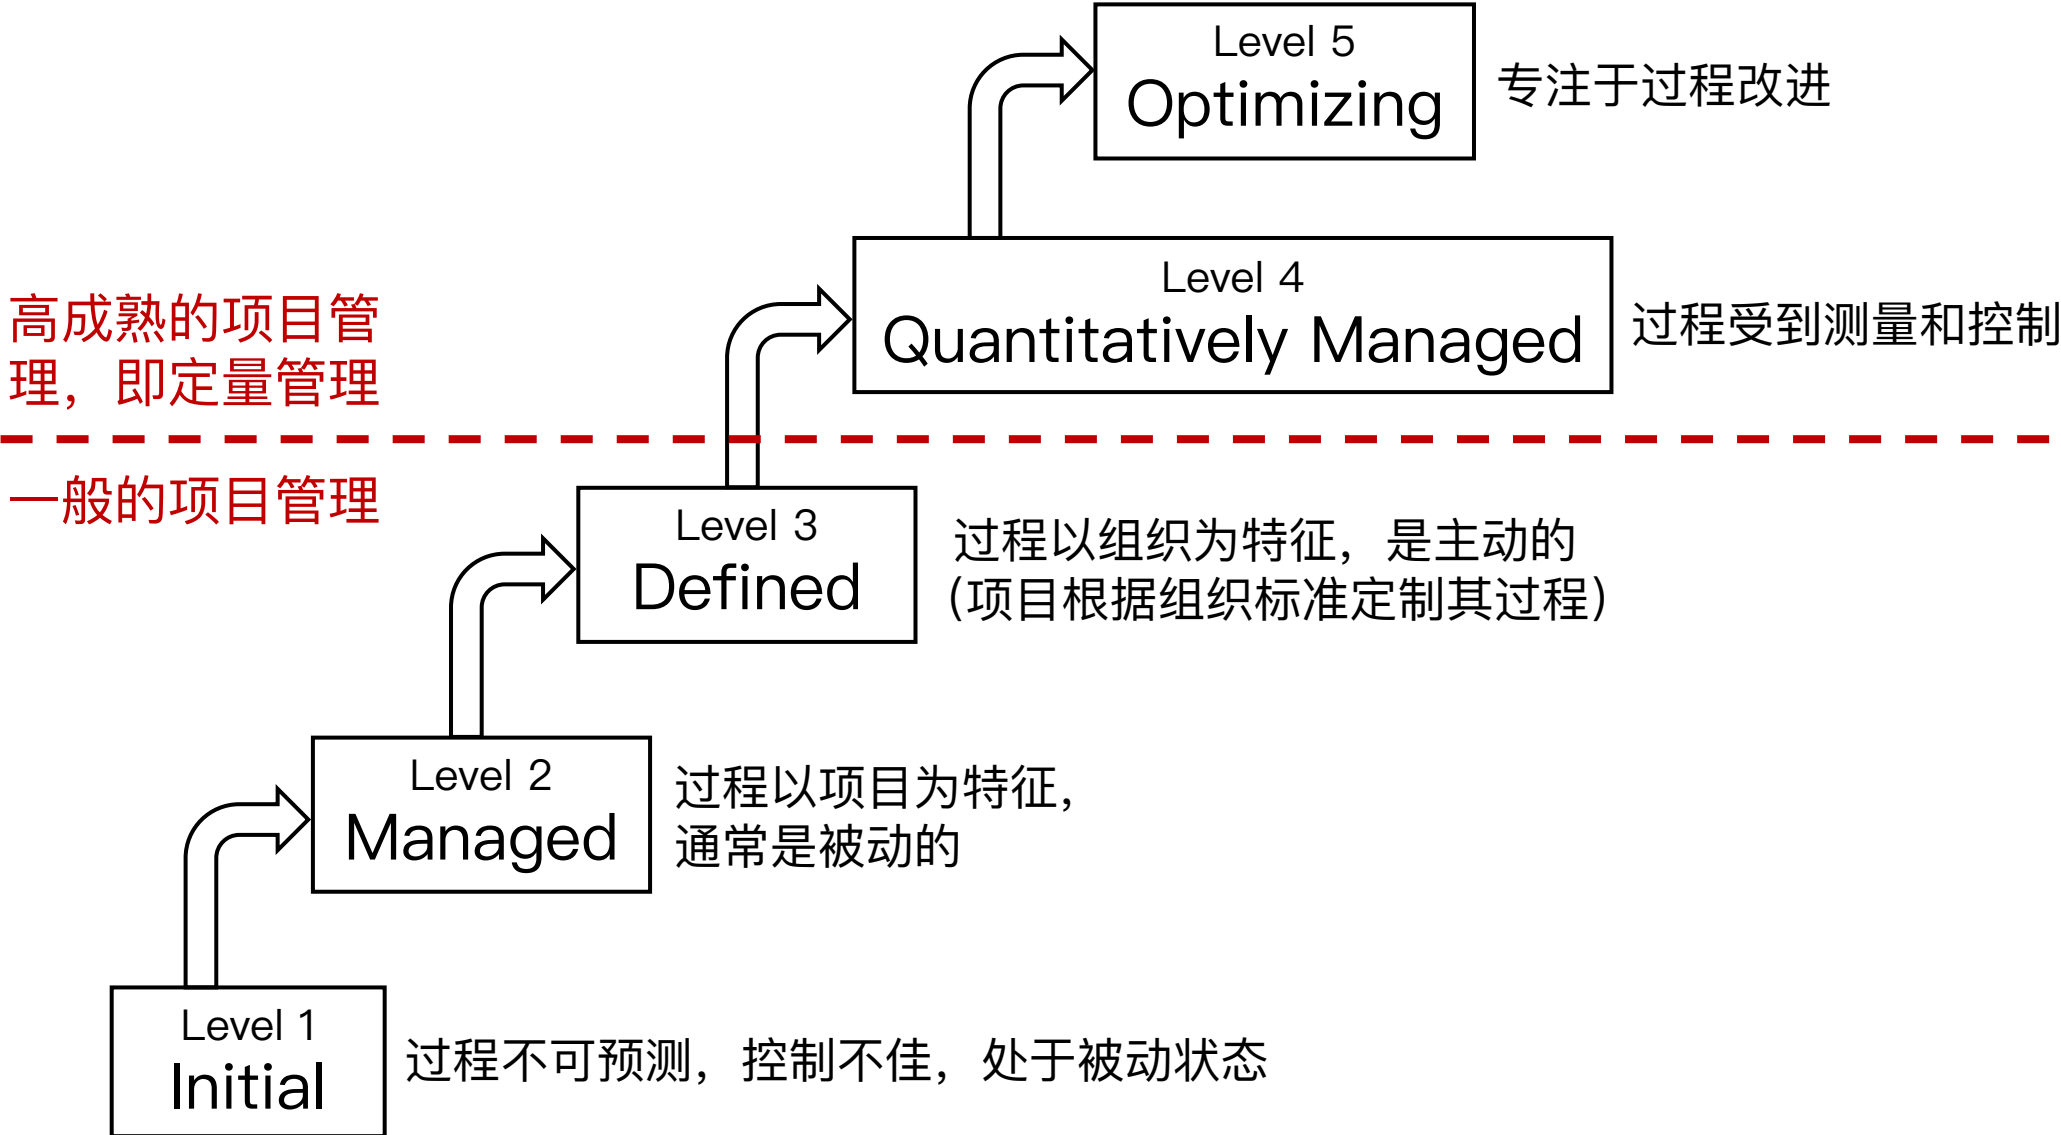 Level 5
Optimizing
专注于过程改进
Level 4
Quantitatively Managed
过程受到测量和控制
高成熟的项目管
理，即定量管理
一般的项目管理
Level 3
Defined
过程以组织为特征，是主动的
（项目根据组织标准定制其过程）
Level 2
Managed
过程以项目为特征，
通常是被动的
Level 1
Initial
过程不可预测，控制不佳，处于被动状态